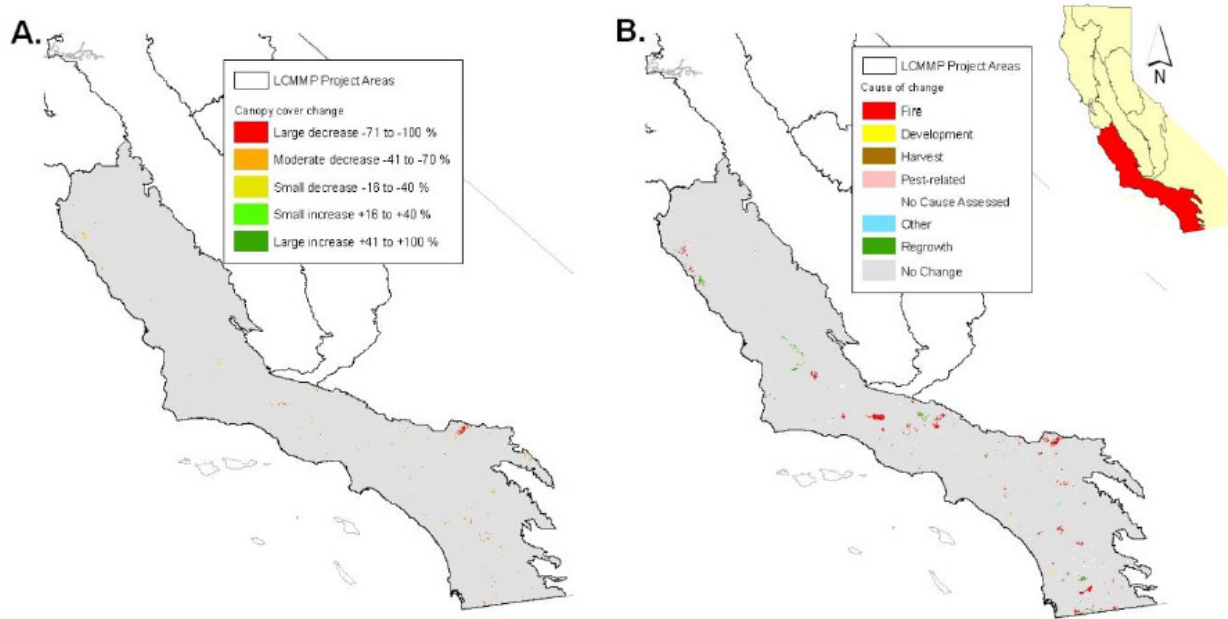 A.
LCMMP Project Areas
Canopy cover change
Large decrease -71 to -100 %
Moderate decrease -41 to -70 %
Small decrease -16 to -40 %
Small increase +16 to +40 %
Large increase +41 to +100 %
B.
LCMMP Project Areas
Cause of change
Fire
Development
Harvest
Pest-related
No Cause Assessed
Other
Regrowth
No Change
N